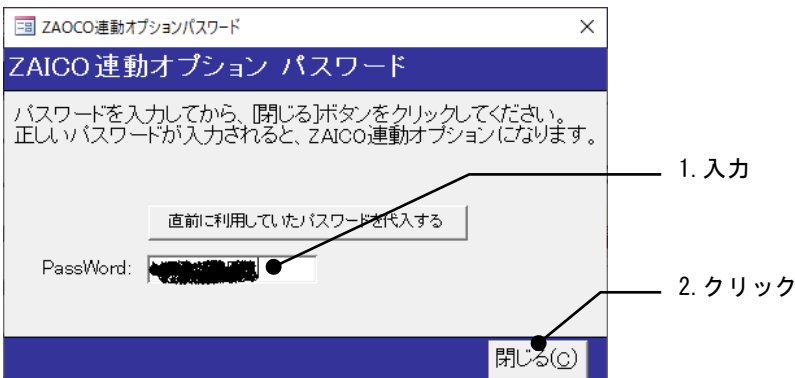 ZAOCO連動オプションパスワード
ZAICO連動オプション パスワード
パスワードを入力してから、[閉じる]ボタンをクリックしてください。
正しいパスワードが入力されると、ZAICO連動オプションになります。
1.入力
直前に利用していたパスワードを代入する
PassWord:
2.クリック
閉じる(C)